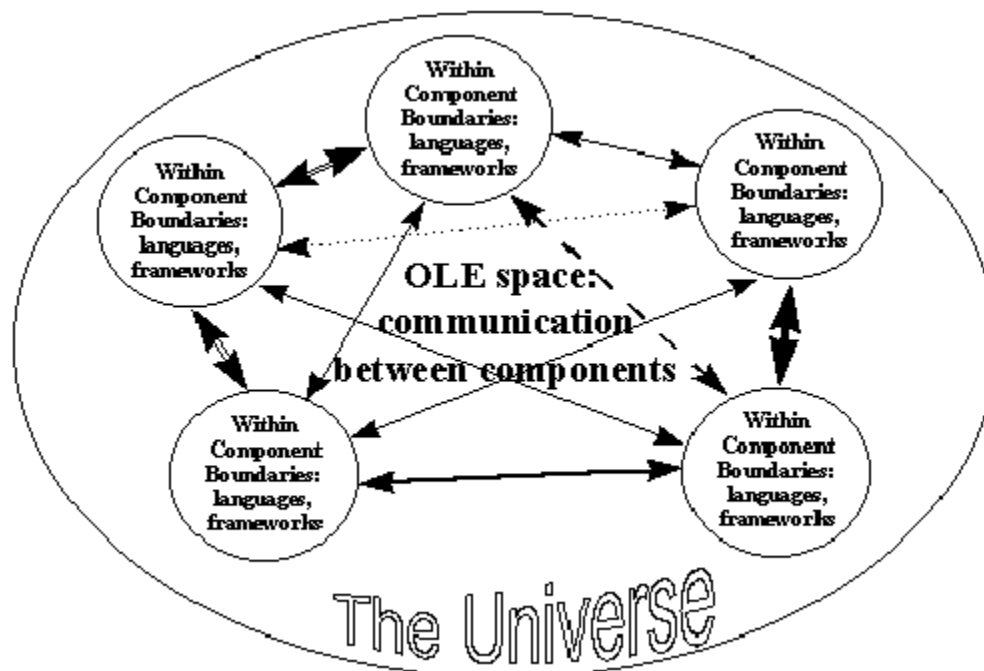 Within
Component
Boundaries:
languages,
frameworks
Within
Component
Boundaries:
languages,
frameworks
Within
Component
Boundaries:
languages,
frameworks
OLE space:
communication
between components
Within
Component
Boundaries:
languages,
frameworks
Within
Component
Boundaries:
languages,
frameworks
The Universe